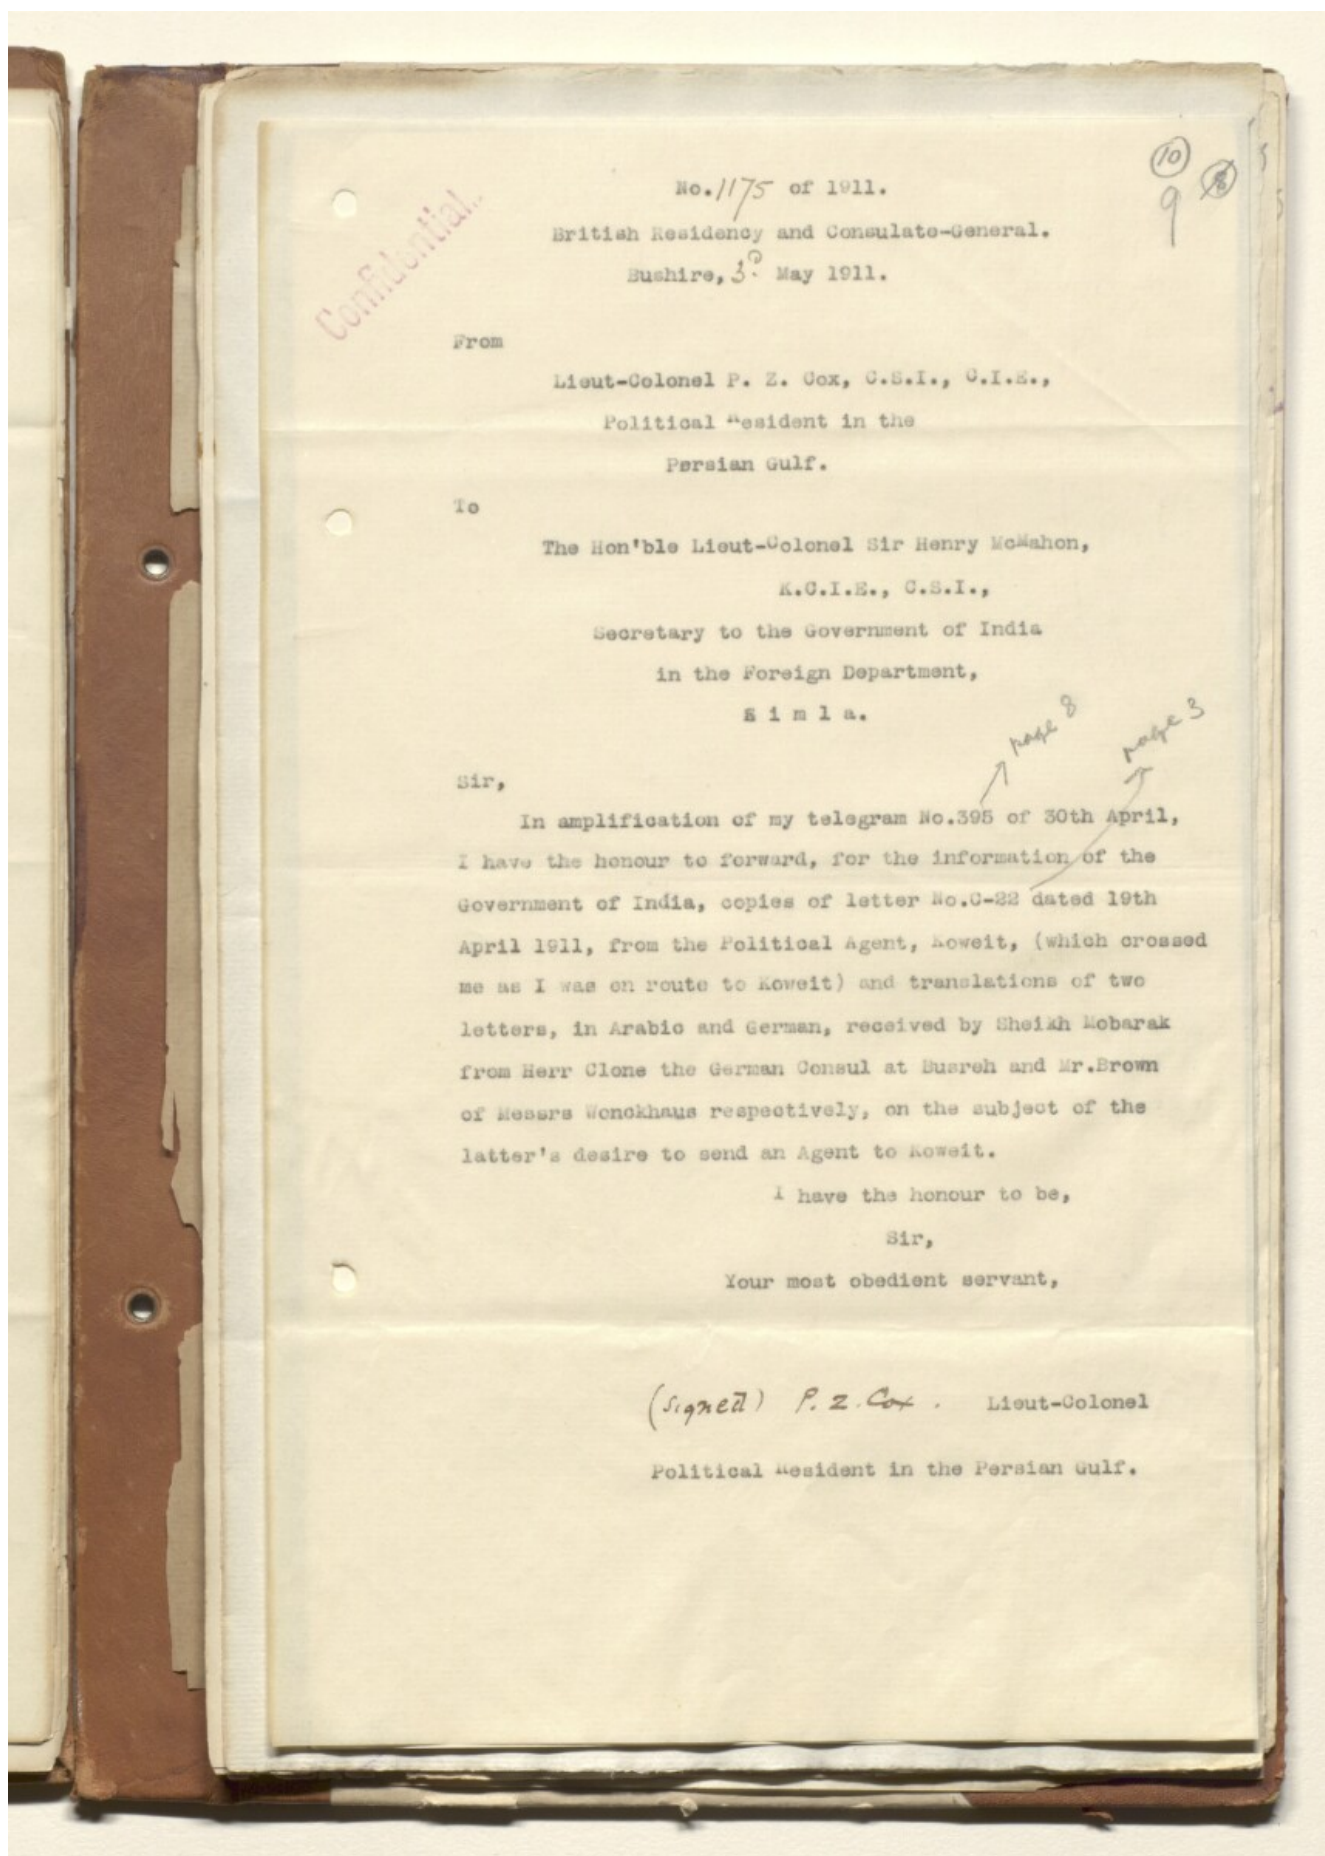 10
8
9
Confidential.
No. 1175 of 1911.
British Residency and Consulate-General.
Bushire, 3d May 1911.
From
Lieut-Colonel P. Z. Cox, C.S.I., C.I.E.,
Political Resident in the
Persian Gulf.
To
The Hon'ble Lieut-Colonel Sir Henry McMahon,
K.C.I.E., C.S.I.,
Secretary to the Government of India
in the Foreign Department,
Simla.
page 8
page 3
Sir,
In amplification of my telegram No.395 of 30th April,
I have the honour to forward, for the information of the
Government of India, copies of letter No.C-22 dated 19th
April 1911, from the Political Agent, Koweit, (which crossed
me as I was en route to Koweit) and translations of two
letters, in Arabic and German, received by Sheikh Mobarak
from Herr Clone the German Consul at Busreh and Mr.Brown
of Messrs Wonckhaus respectively, on the subject of the
latter's desire to send an Agent to Koweit.
I have the honour to be,
Sir,
Your most obedient servant,
(Signed) P. Z. Cox. Lieut-Colonel
Political Resident in the Persian Gulf.